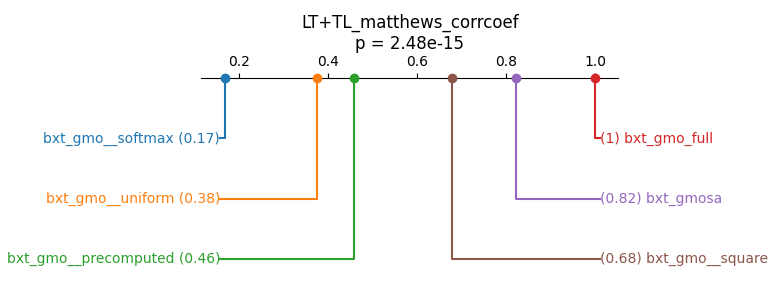 LT+TL_matthews_corrcoef
p = 2.48e-15
0.2 0.4 0.6 0.8 1.0
bxt_gmo__softmax (0.17) (1) bxt_gmo_full
bxt_gmo__uniform (0.38) (0.82) bxt_gmosa
bxt_gmo__precomputed (0.46) (0.68) bxt_gmo__square